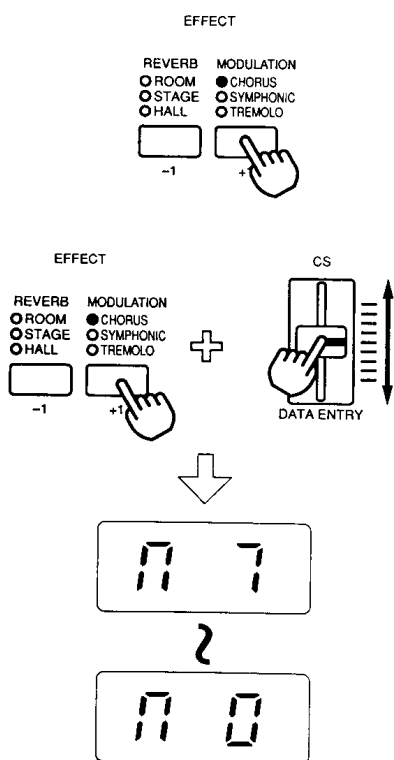 EFFECT
REVERB MODULATION
ROOM CHORUS
STAGE SYMPHONIC
HALL TREMOLO
-1 +1
EFFECT CS
REVERB MODULATION
ROOM CHORUS
STAGE SYMPHONIC
HALL TREMOLO
-1 +1
DATA ENTRY
П 7
~
П 0